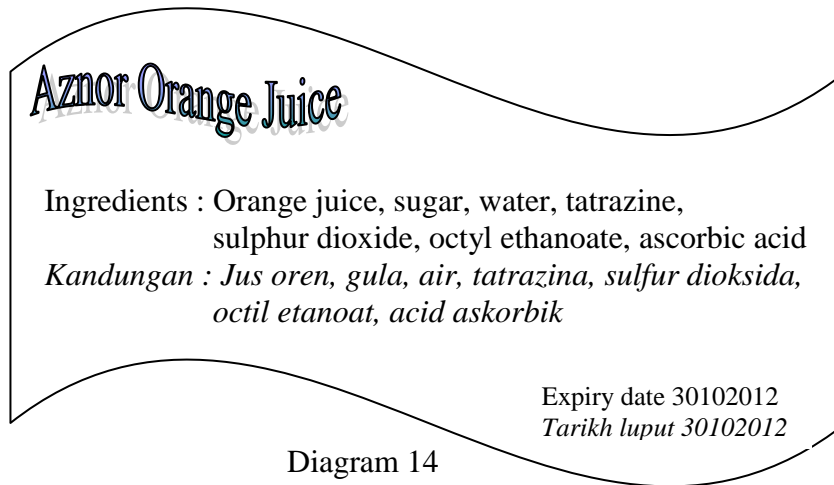 Aznor Orange Juice
Ingredients : Orange juice, sugar, water, tatrazine,
sulphur dioxide, octyl ethanoate, ascorbic acid
Kandungan : Jus oren, gula, air, tatrazina, sulfur dioksida,
octil etanoat, acid askorbik
Expiry date 30102012
Tarikh luput 30102012
Diagram 14